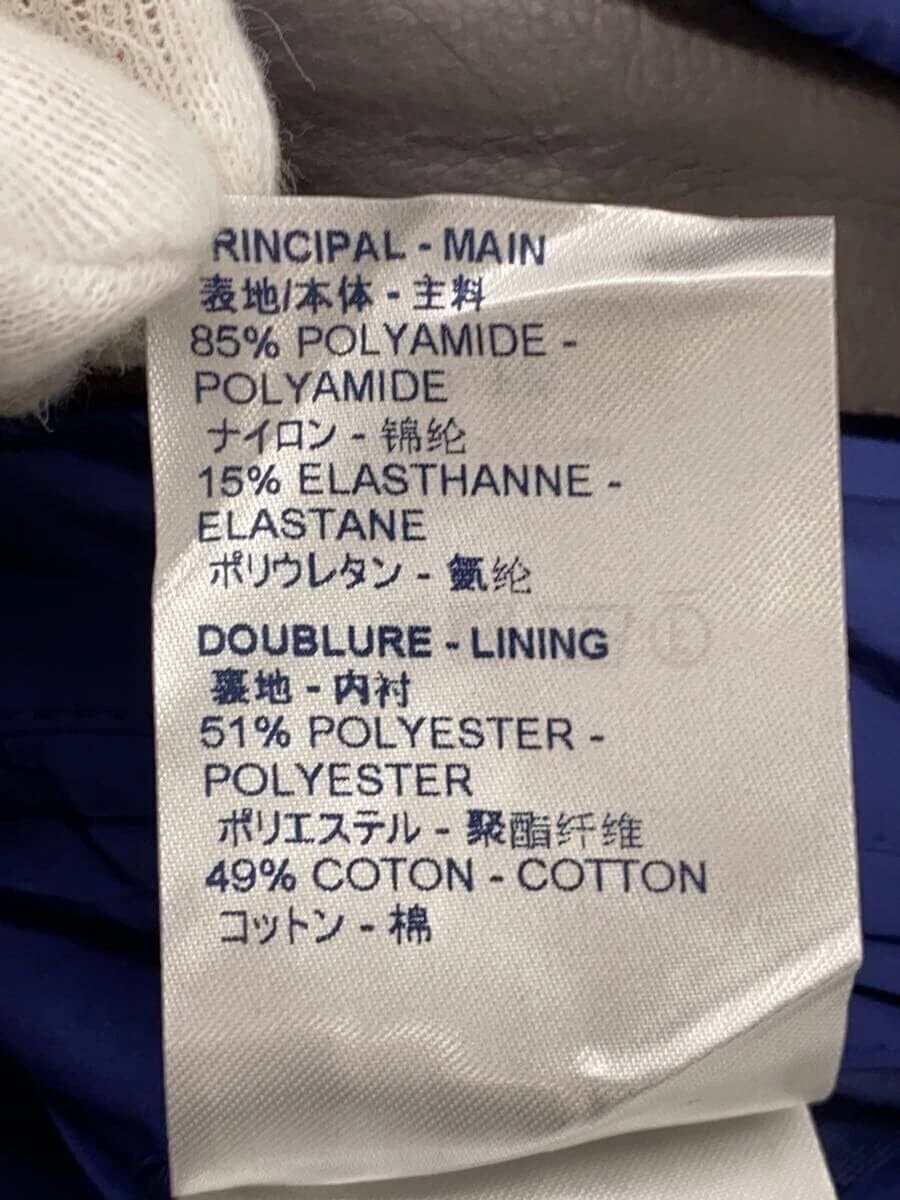 RINCIPAL - MAIN
表地/本体 - 主料
85% POLYAMIDE -
POLYAMIDE
ナイロン - 锦纶
15% ELASTHANNE -
ELASTANE
ポリウレタン - 氨纶
DOUBLURE - LINING
裏地 - 内衬
51% POLYESTER -
POLYESTER
ポリエステル - 聚酯纤维
49% COTON - COTTON
コットン - 棉